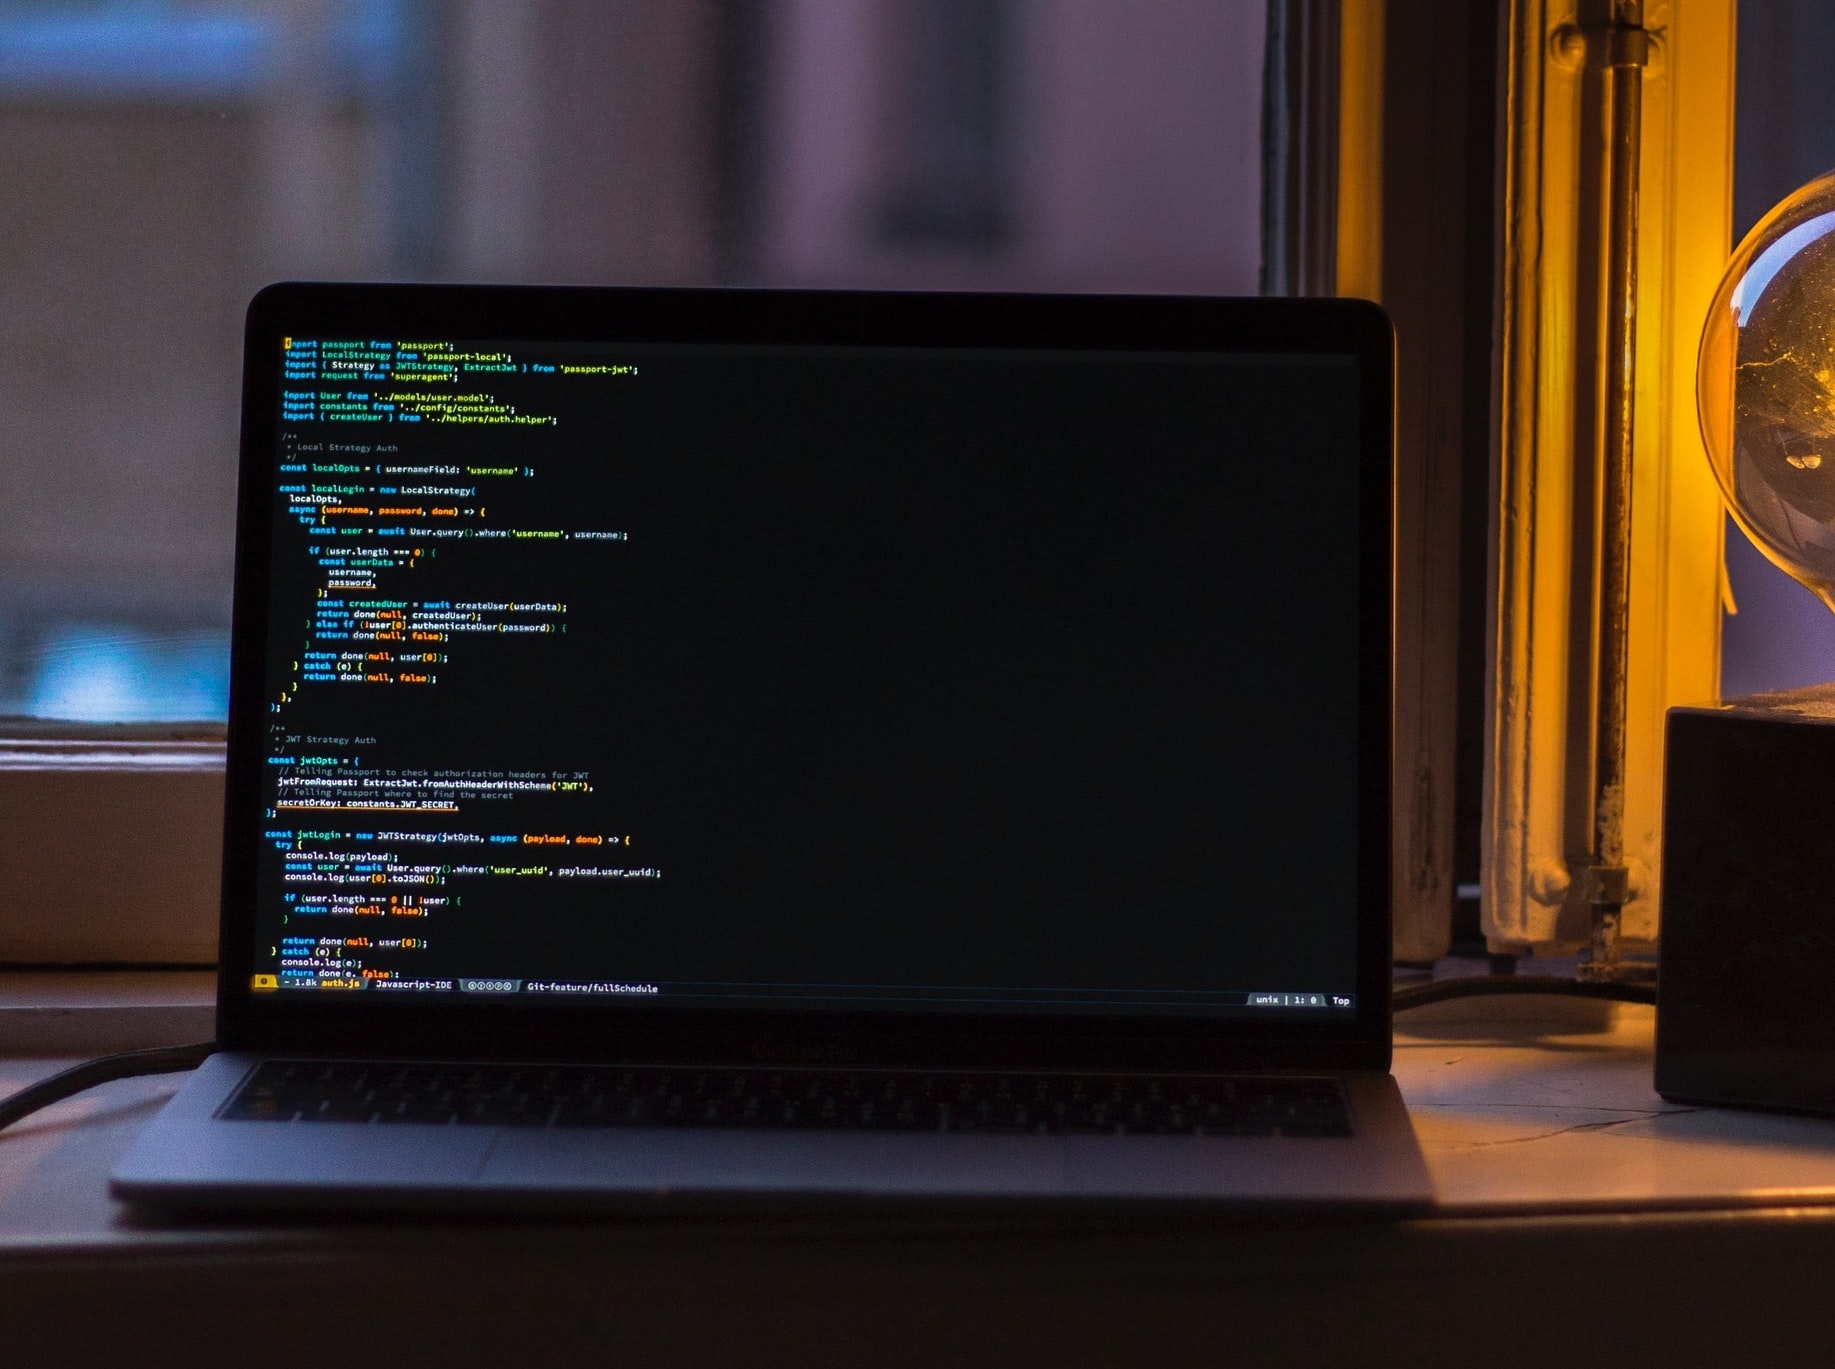 import passport from 'passport';
import LocalStrategy from 'passport-local';
import { Strategy as JWTStrategy, ExtractJwt } from 'passport-jwt';
import request from 'superagent';
import User from '../models/user.model';
import constants from '../config/constants';
import { createUser } from '../helpers/auth.helper';
/**
* Local Strategy Auth
*/
const localOpts = { usernameField: 'username' };
const localLogin = new LocalStrategy(
localOpts,
async (username, password, done) => {
try {
const user = await User.query().where('username', username);
if (user.length === 0) {
const userData = {
username,
password,
};
const createdUser = await createUser(userData);
return done(null, createdUser);
} else if (!user[0].authenticateUser(password)) {
return done(null, false);
}
return done(null, user[0]);
} catch (e) {
return done(null, false);
}
},
);
/**
* JWT Strategy Auth
*/
const jwtOpts = {
// Telling Passport to check authorization headers for JWT
jwtFromRequest: ExtractJwt.fromAuthHeaderWithScheme('JWT'),
// Telling Passport where to find the secret
secretOrKey: constants.JWT_SECRET,
};
const jwtLogin = new JWTStrategy(jwtOpts, async (payload, done) => {
try {
console.log(payload);
const user = await User.query().where('user_uuid', payload.user_uuid);
console.log(user[0].toJSON());
if (user.length === 0 || !user) {
return done(null, false);
}
return done(null, user[0]);
} catch (e) {
console.log(e);
return done(e, false);
- 1.8k auth.js Javascript-IDE Git-feature/fullSchedule unix | 1: 0 Top